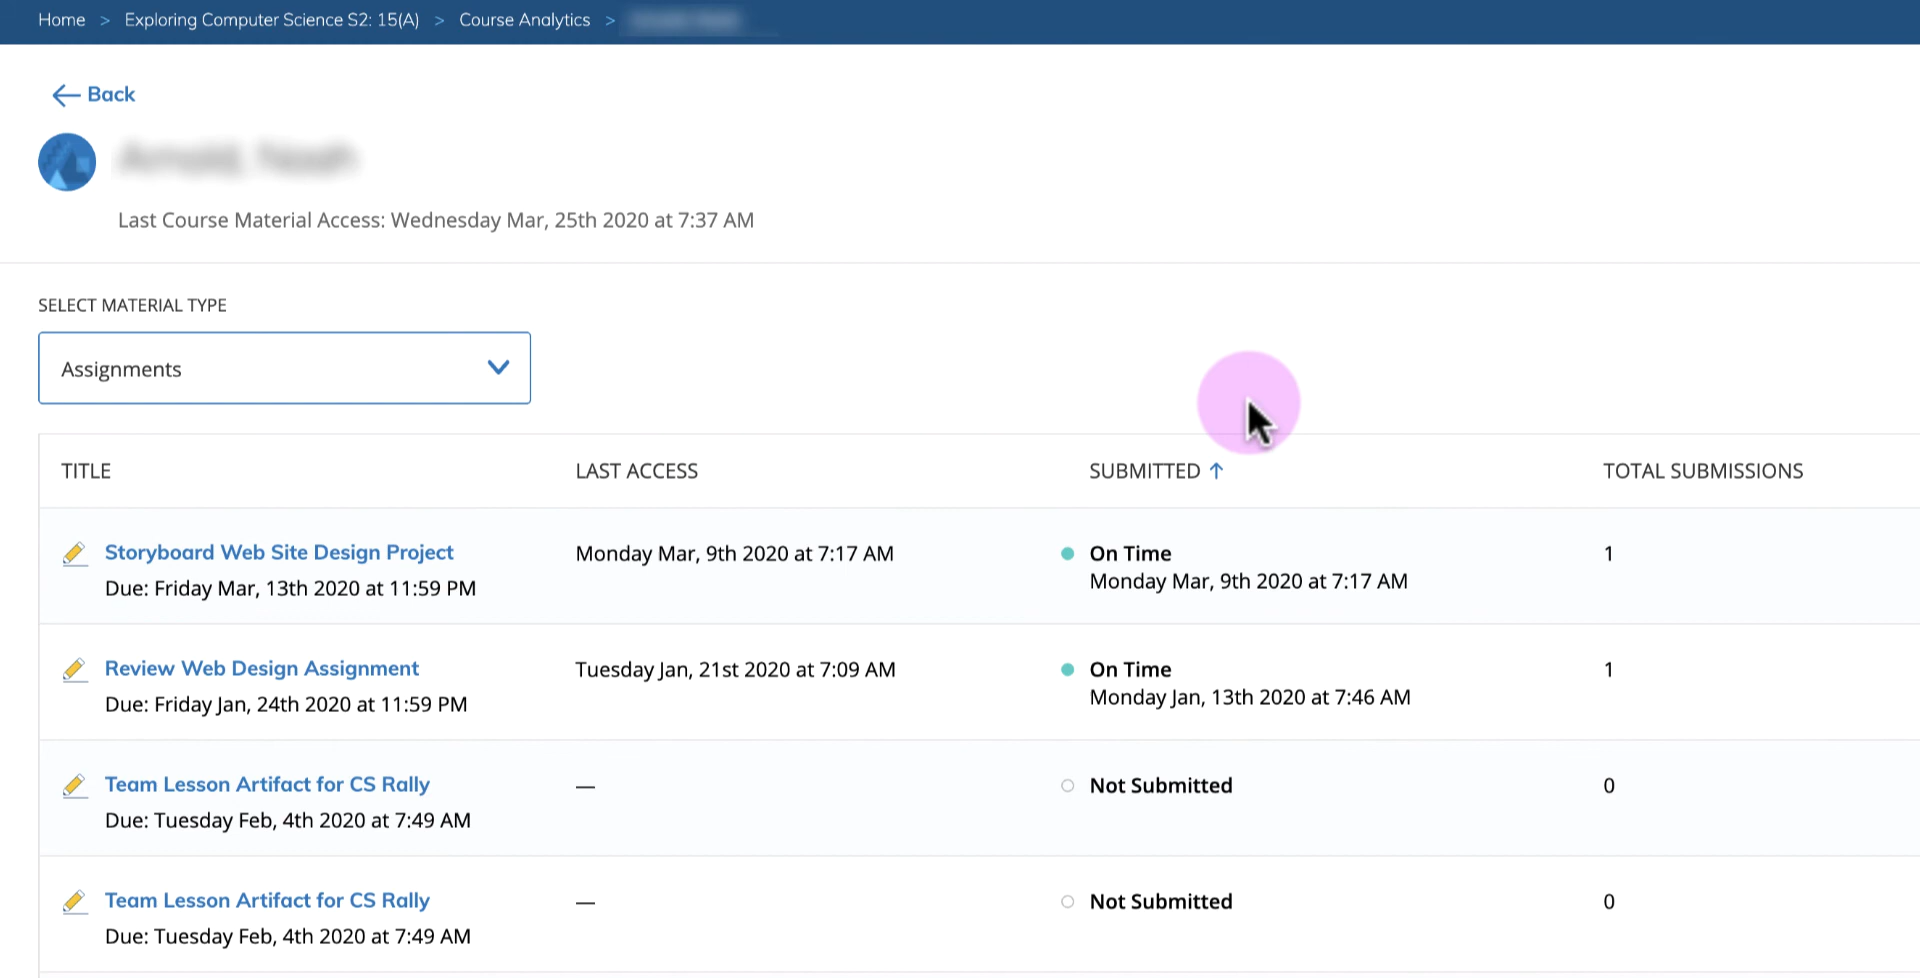 Home > Exploring Computer Science S2: 15(A) > Course Analytics >
Back
Last Course Material Access: Wednesday Mar, 25th 2020 at 7:37 AM
SELECT MATERIAL TYPE
Assignments
TITLE LAST ACCESS SUBMITTED ↑ TOTAL SUBMISSIONS
Storyboard Web Site Design Project Monday Mar, 9th 2020 at 7:17 AM On Time 1
Due: Friday Mar, 13th 2020 at 11:59 PM Monday Mar, 9th 2020 at 7:17 AM
Review Web Design Assignment Tuesday Jan, 21st 2020 at 7:09 AM On Time 1
Due: Friday Jan, 24th 2020 at 11:59 PM Monday Jan, 13th 2020 at 7:46 AM
Team Lesson Artifact for CS Rally — Not Submitted 0
Due: Tuesday Feb, 4th 2020 at 7:49 AM
Team Lesson Artifact for CS Rally — Not Submitted 0
Due: Tuesday Feb, 4th 2020 at 7:49 AM